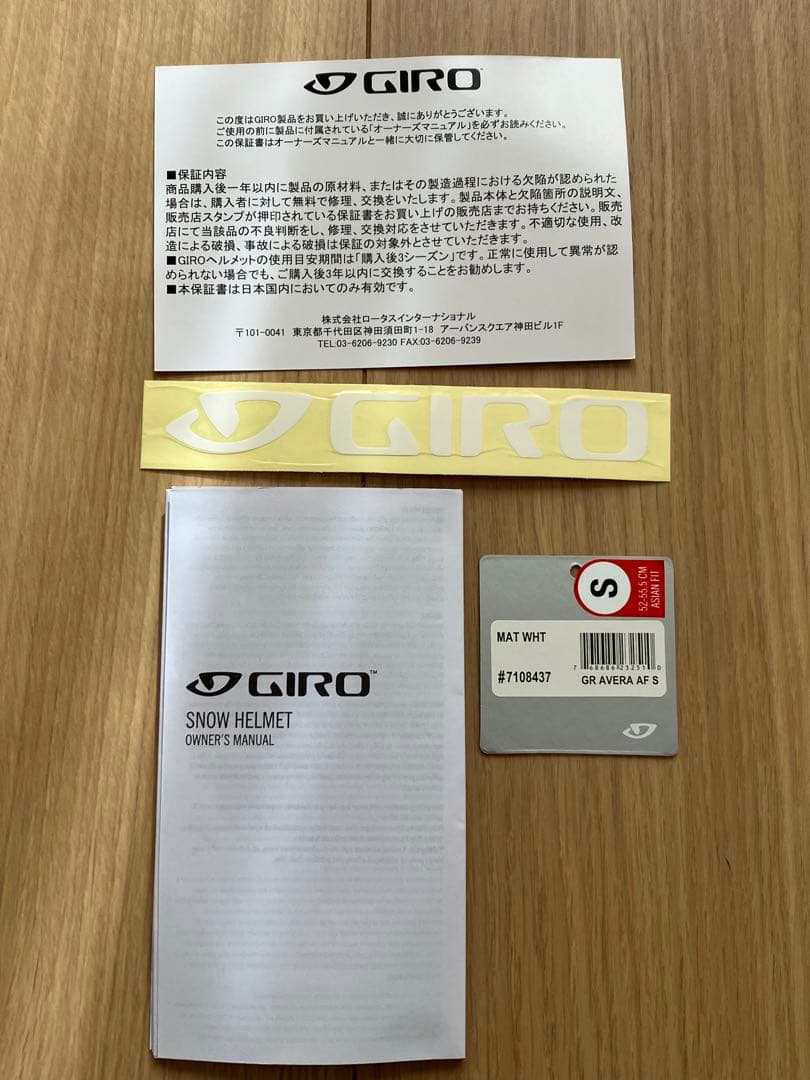 GIRO
この度はGIRO製品をお買い上げいただき、誠にありがとうございます。
ご使用の前に製品に付属されている「オーナーズマニュアル」を必ずお読みください。
この保証書はオーナーズマニュアルと一緒に大切に保管してください。
■保証内容
商品購入後一年以内に製品の原材料、またはその製造過程における欠陥が認められた
場合は、購入者に対して無料で修理、交換をいたします。製品本体と欠陥箇所の説明文、
販売店スタンプが押印されている保証書をお買い上げの販売店までお持ちください。販売
店にて当該品の不良判断をし、修理、交換対応をさせていただきます。不適切な使用、改
造による破損、事故による破損は保証の対象外とさせていただきます。
■GIROヘルメットの使用目安期間は「購入後3シーズン」です。正常に使用して異常が認
められない場合でも、ご購入後3年以内に交換することをお勧めします。
■本保証書は日本国内においてのみ有効です。
株式会社ロータスインターナショナル
〒101-0041 東京都千代田区神田須田町1-18 アーバンスクエア神田ビル1F
TEL:03-6206-9230 FAX:03-6206-9239
GIRO
GIRO™
SNOW HELMET
OWNER'S MANUAL
S
52-55.5 CM
ASIAN FIT
MAT WHT
7 68686 23251 0
#7108437
GR AVERA AF S